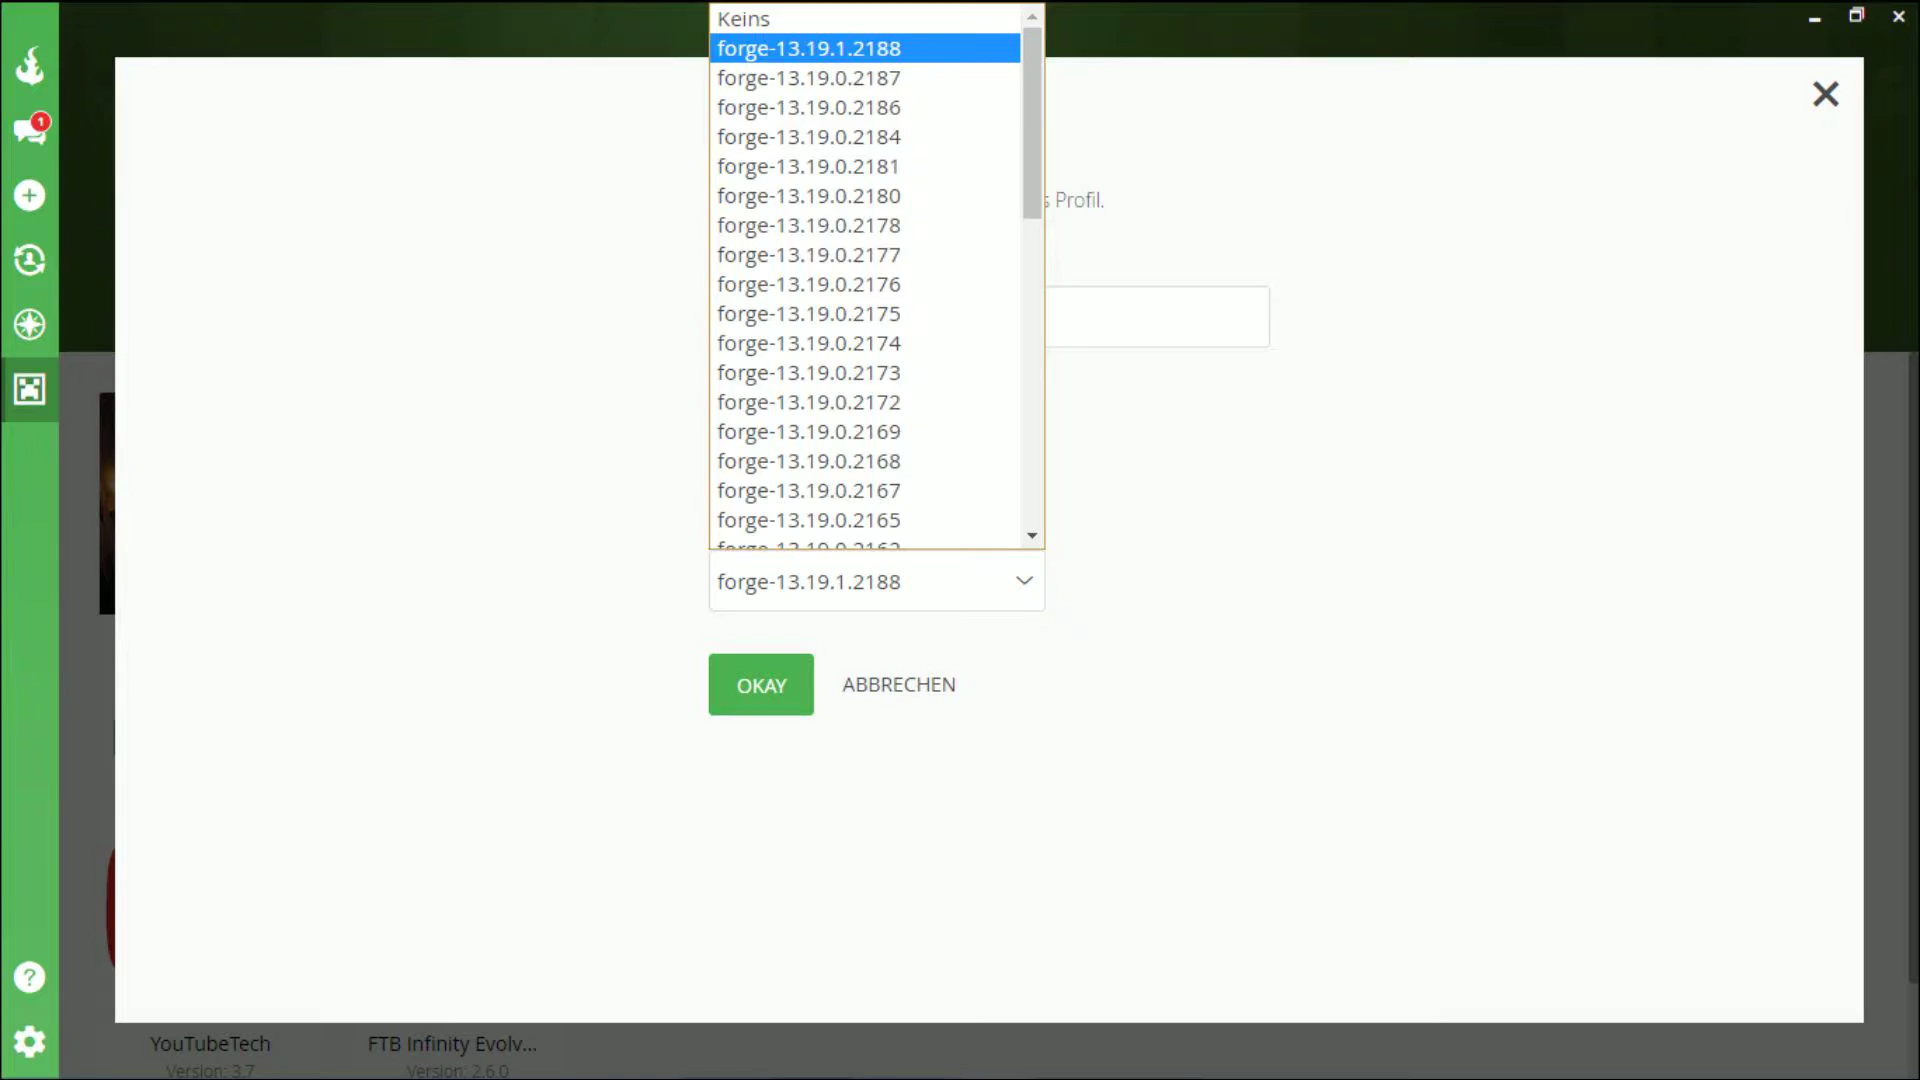 Keins
forge-13.19.1.2188
forge-13.19.0.2187
forge-13.19.0.2186
forge-13.19.0.2184
forge-13.19.0.2181
forge-13.19.0.2180
forge-13.19.0.2178
forge-13.19.0.2177
forge-13.19.0.2176
forge-13.19.0.2175
forge-13.19.0.2174
forge-13.19.0.2173
forge-13.19.0.2172
forge-13.19.0.2169
forge-13.19.0.2168
forge-13.19.0.2167
forge-13.19.0.2165
1
s Profil.
forge-13.19.1.2188
OKAY
ABBRECHEN
?
YouTubeTech
FTB Infinity Evolv...
Version: 3.7
Version: 2.6.0